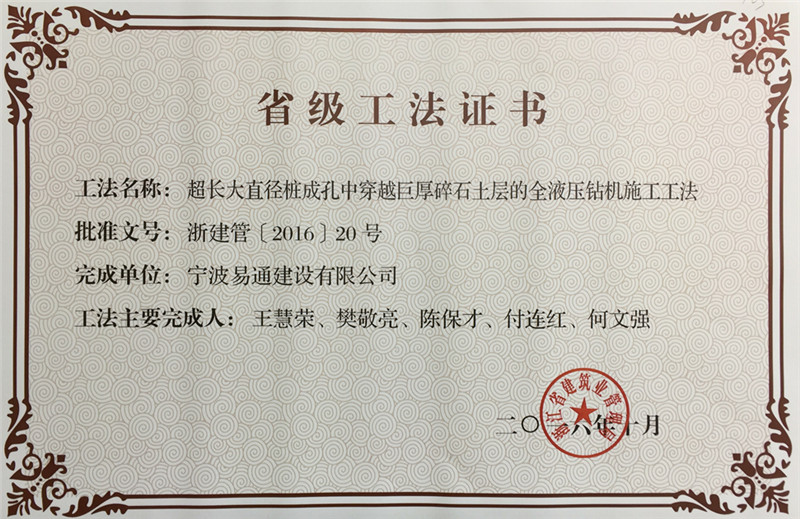 省级工法证书
工法名称：超长大直径桩成孔中穿越巨厚碎石土层的全液压钻机施工工法
批准文号：浙建管〔2016〕20号
完成单位：宁波易通建设有限公司
工法主要完成人：王慧荣、樊敬亮、陈保才、付连红、何文强
浙江省建筑业管理局
二〇一六年十月